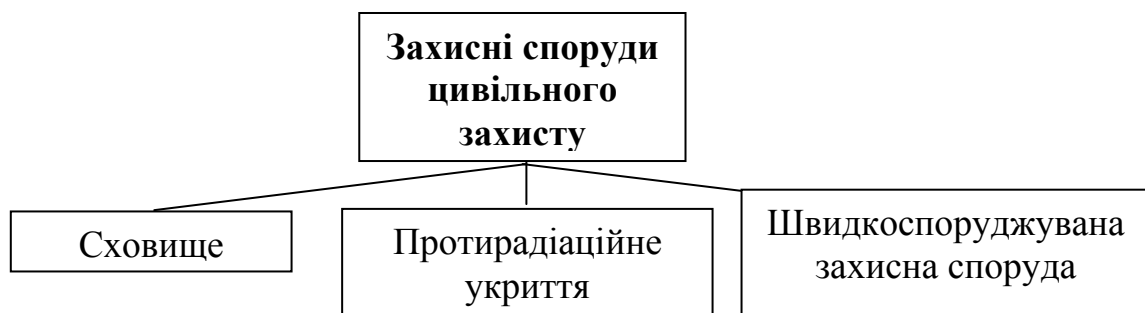 Захисні споруди
цивільного
захисту
Сховище
Протирадіаційне
укриття
Швидкоспоруджувана
захисна споруда